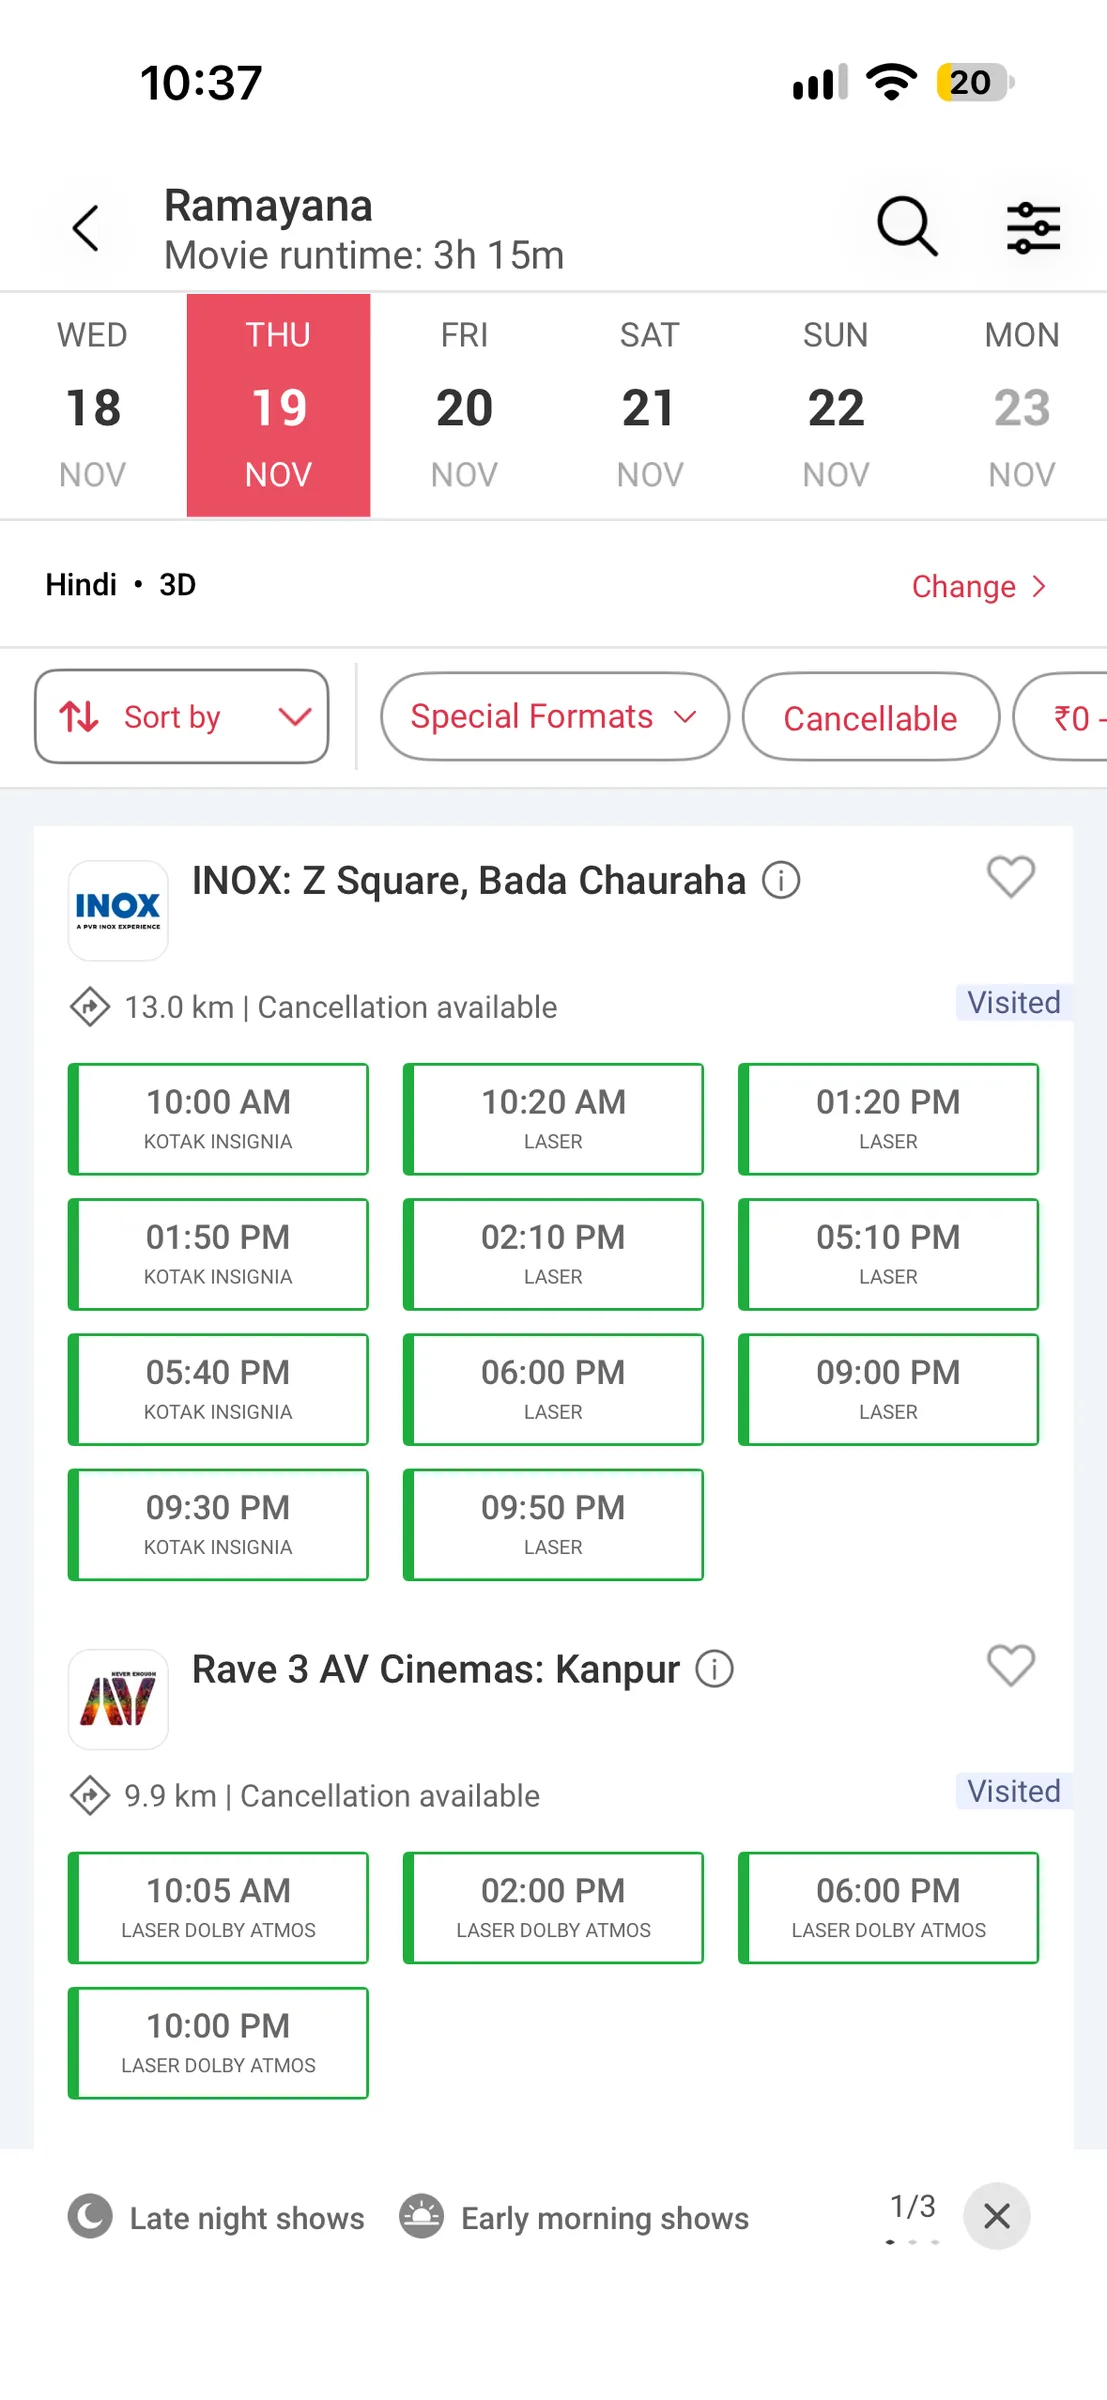 10:37
20
Ramayana
Movie runtime: 3h 15m
WED THU FRI SAT SUN MON
18 19 20 21 22 23
NOV NOV NOV NOV NOV NOV
Hindi • 3D
Change >
Sort by
Special Formats
Cancellable
₹0 -
INOX: Z Square, Bada Chauraha
INOX
A PVR INOX EXPERIENCE
13.0 km | Cancellation available
Visited
10:00 AM 10:20 AM 01:20 PM
KOTAK INSIGNIA LASER LASER
01:50 PM 02:10 PM 05:10 PM
KOTAK INSIGNIA LASER LASER
05:40 PM 06:00 PM 09:00 PM
KOTAK INSIGNIA LASER LASER
09:30 PM 09:50 PM
KOTAK INSIGNIA LASER
Rave 3 AV Cinemas: Kanpur
NEVER ENOUGH
AV
9.9 km | Cancellation available
Visited
10:05 AM 02:00 PM 06:00 PM
LASER DOLBY ATMOS LASER DOLBY ATMOS LASER DOLBY ATMOS
10:00 PM
LASER DOLBY ATMOS
Late night shows
Early morning shows
1/3